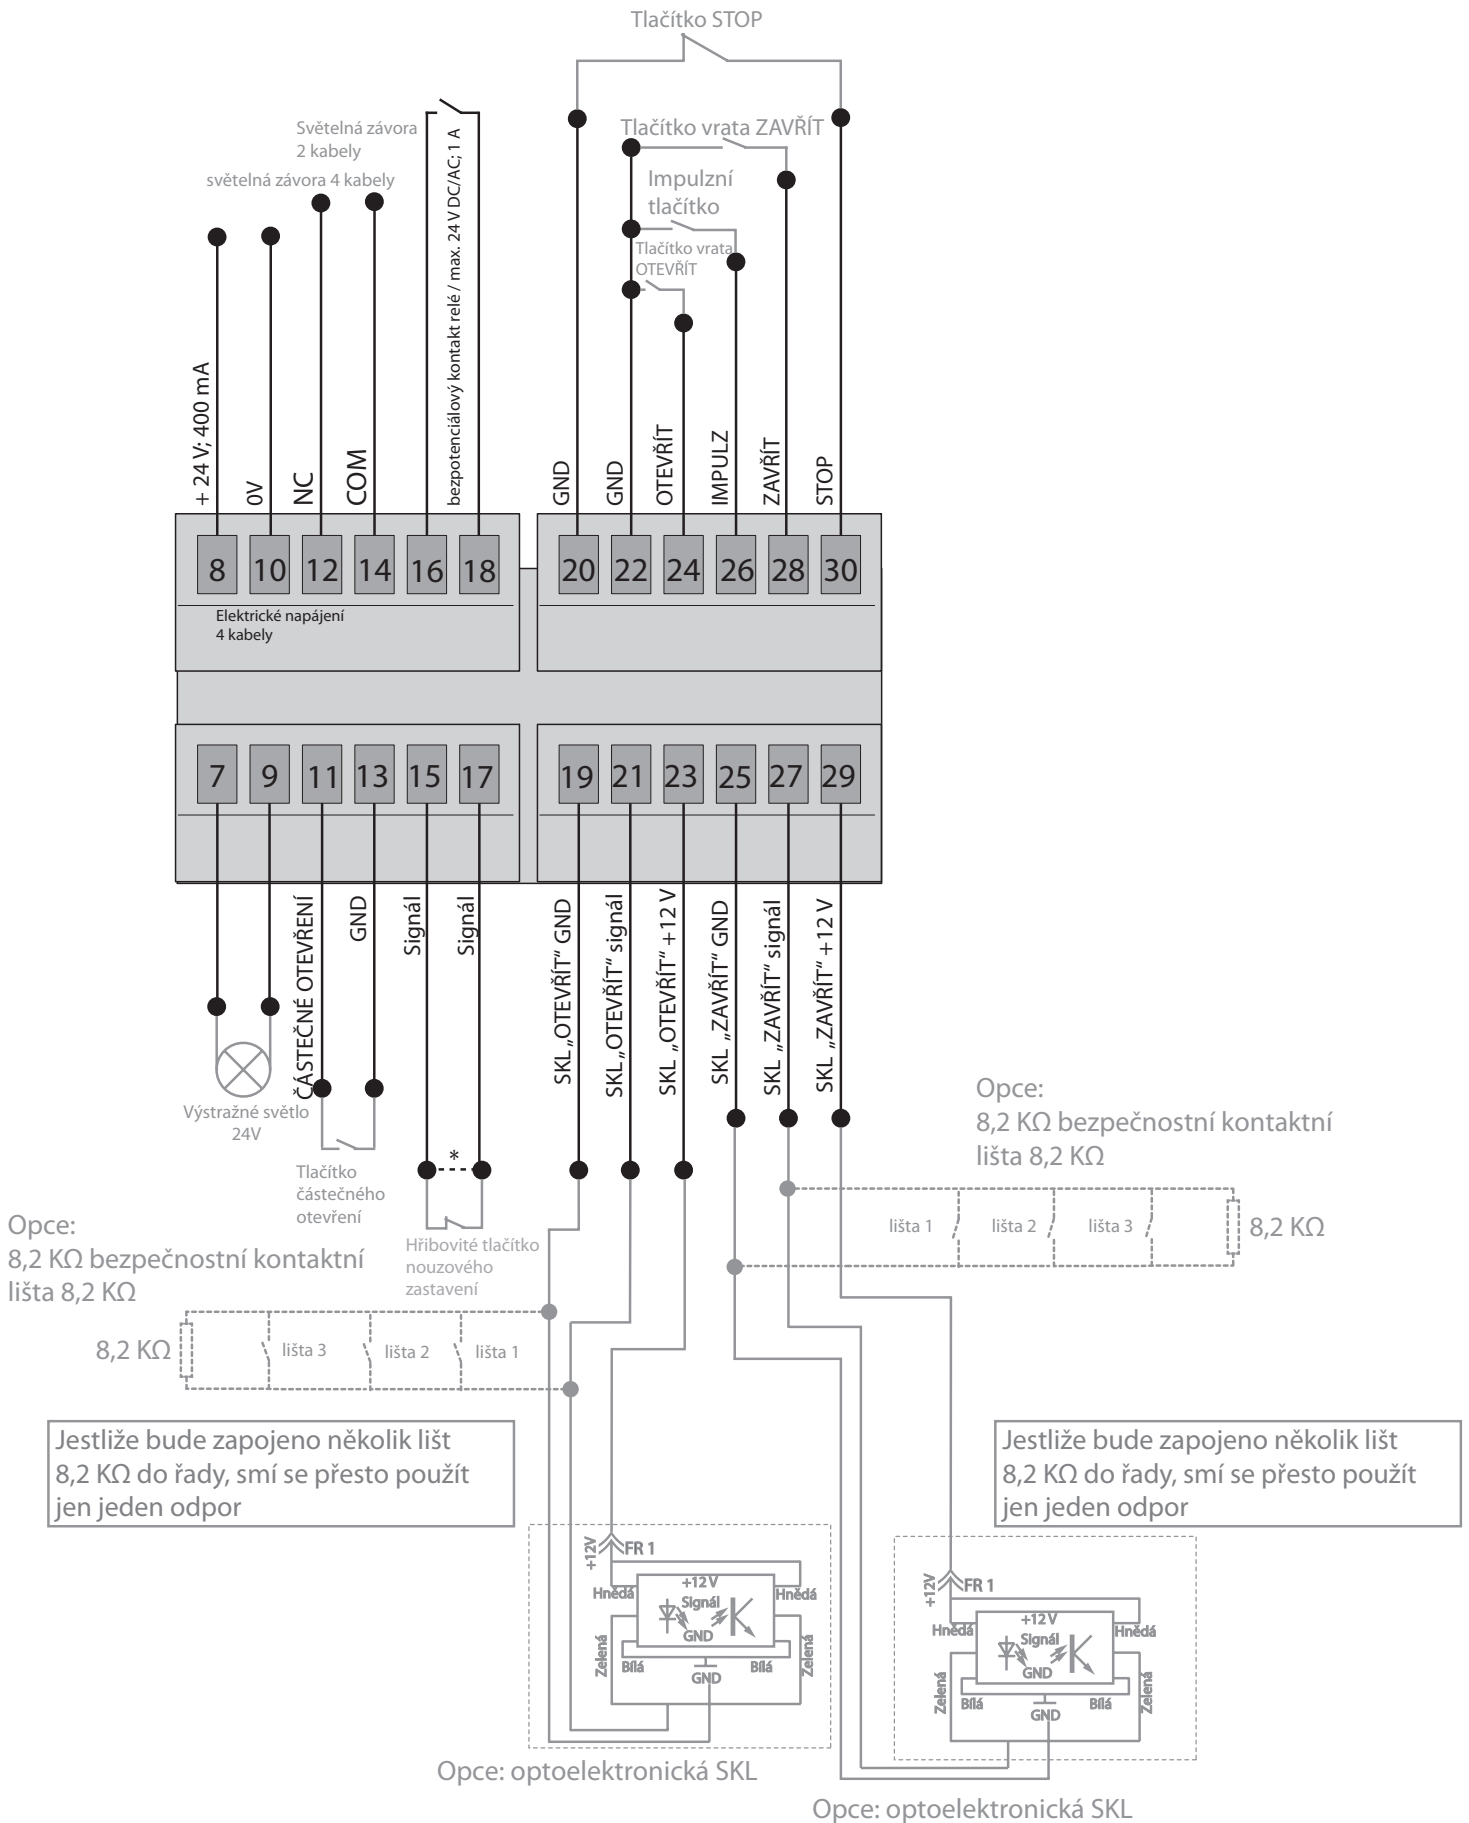 Tlačítko STOP
Světelná závora
2 kabely
světelná závora 4 kabely
Tlačítko vrata ZAVŘÍT
Impulzní
tlačítko
Tlačítko vrata
OTEVŘÍT
+ 24 V; 400 mA
0V
NC
COM
bezpotenciálový kontakt relé / max. 24 V DC/AC; 1 A
GND
GND
OTEVŘÍT
IMPULZ
ZAVŘÍT
STOP
8 10 12 14 16 18 20 22 24 26 28 30
Elektrické napájení
4 kabely
7 9 11 13 15 17 19 21 23 25 27 29
ČÁSTEČNÉ OTEVŘENÍ
GND
Signál
Signál
SKL „OTEVŘÍT“ GND
SKL „OTEVŘÍT“ signál
SKL „OTEVŘÍT“ +12 V
SKL „ZAVŘÍT“ GND
SKL „ZAVŘÍT“ signál
SKL „ZAVŘÍT“ +12 V
Výstražné světlo
24V
Tlačítko
částečného
otevření
*
Hřibovité tlačítko
nouzového
zastavení
Opce:
8,2 KΩ bezpečnostní kontaktní
lišta 8,2 KΩ
lišta 1 lišta 2 lišta 3 8,2 KΩ
Opce:
8,2 KΩ bezpečnostní kontaktní
lišta 8,2 KΩ
8,2 KΩ lišta 3 lišta 2 lišta 1
Jestliže bude zapojeno několik lišt
8,2 KΩ do řady, smí se přesto použít
jen jeden odpor
Jestliže bude zapojeno několik lišt
8,2 KΩ do řady, smí se přesto použít
jen jeden odpor
+12V
FR 1
+12 V
Hnědá
Hnědá
Signál
GND
Zelená
Bílá
GND
Bílá
Zelená
Opce: optoelektronická SKL
+12V
FR 1
+12 V
Hnědá
Hnědá
Signál
GND
Zelená
Bílá
GND
Bílá
Zelená
Opce: optoelektronická SKL